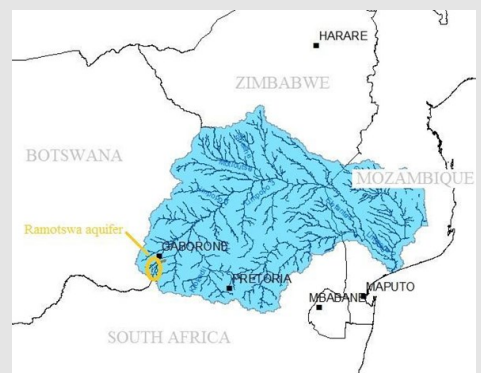 HARARE
ZIMBABWE
BOTSWANA
MOZAMBIQUE
Ramotswa aquifer
GABORONE
PRETORIA
MAPUTO
MBABANE
SOUTH AFRICA